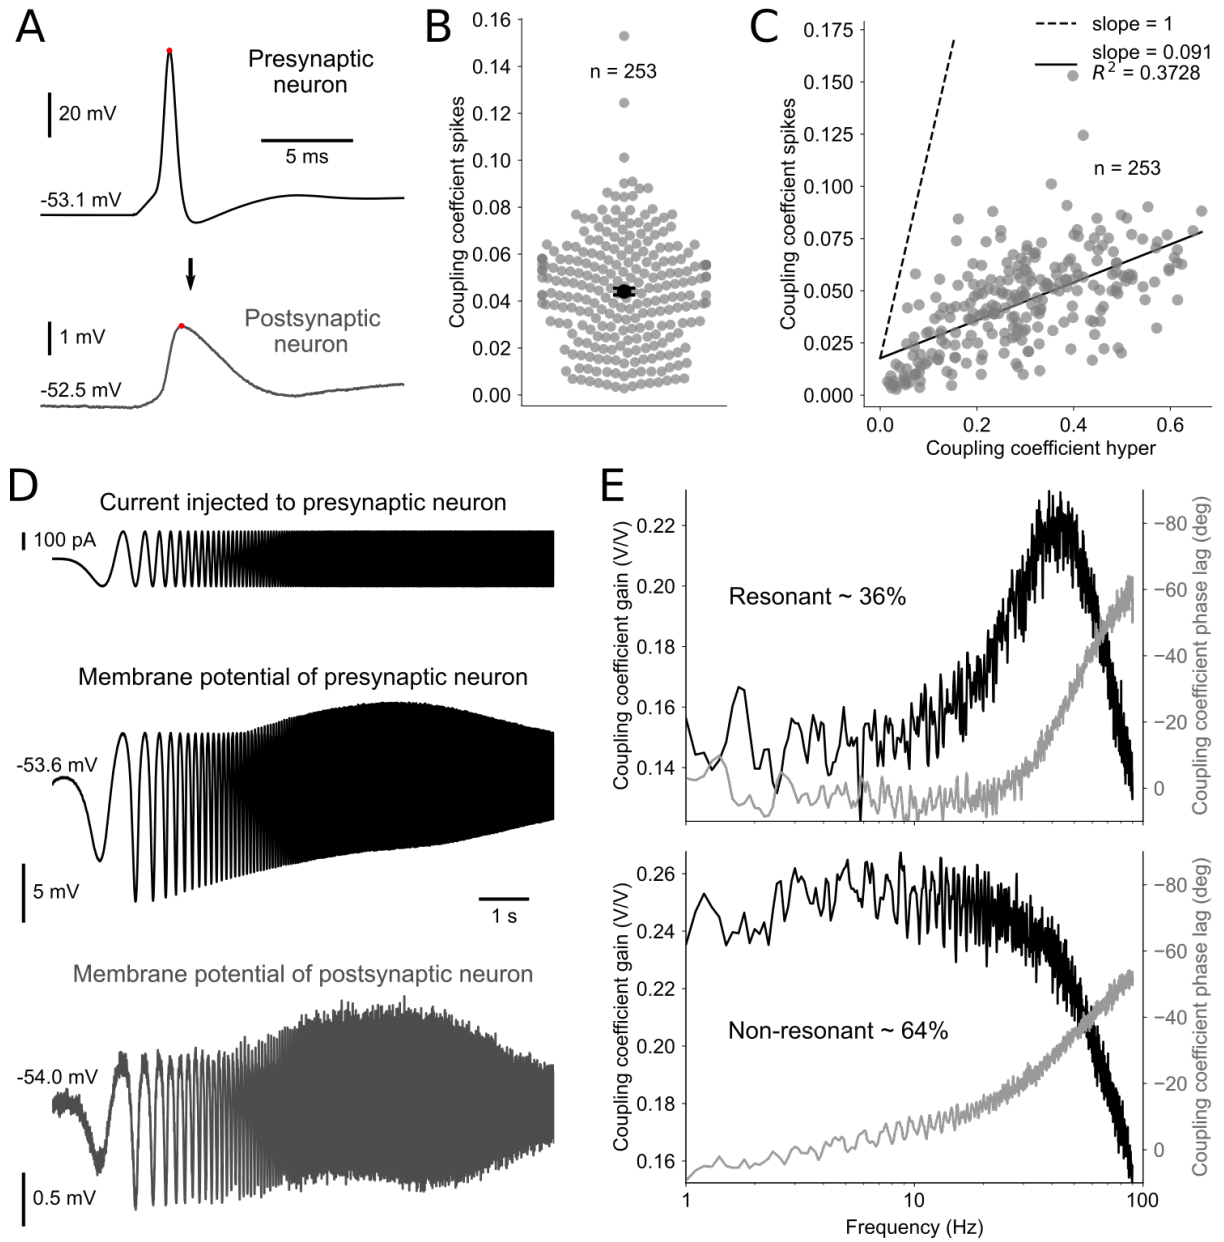 A
Presynaptic
neuron
20 mV
5 ms
-53.1 mV
Postsynaptic
neuron
1 mV
-52.5 mV
B
Coupling coefficient spikes
0.16
0.14
0.12
0.10
0.08
0.06
0.04
0.02
0.00
n = 253
C
Coupling coefficient spikes
0.175
0.150
0.125
0.100
0.075
0.050
0.025
0.000
slope = 1
slope = 0.091
R² = 0.3728
n = 253
0.0 0.2 0.4 0.6
Coupling coefficient hyper
D
Current injected to presynaptic neuron
100 pA
Membrane potential of presynaptic neuron
-53.6 mV
5 mV
1 s
Membrane potential of postsynaptic neuron
-54.0 mV
0.5 mV
E
Coupling coefficient gain (V/V)
0.22
0.20
0.18
0.16
0.14
Resonant ~ 36%
−80
−60
−40
−20
0
Coupling coefficient phase lag (deg)
Coupling coefficient gain (V/V)
0.26
0.24
0.22
0.20
0.18
0.16
Non-resonant ~ 64%
−80
−60
−40
−20
0
Coupling coefficient phase lag (deg)
1 10 100
Frequency (Hz)